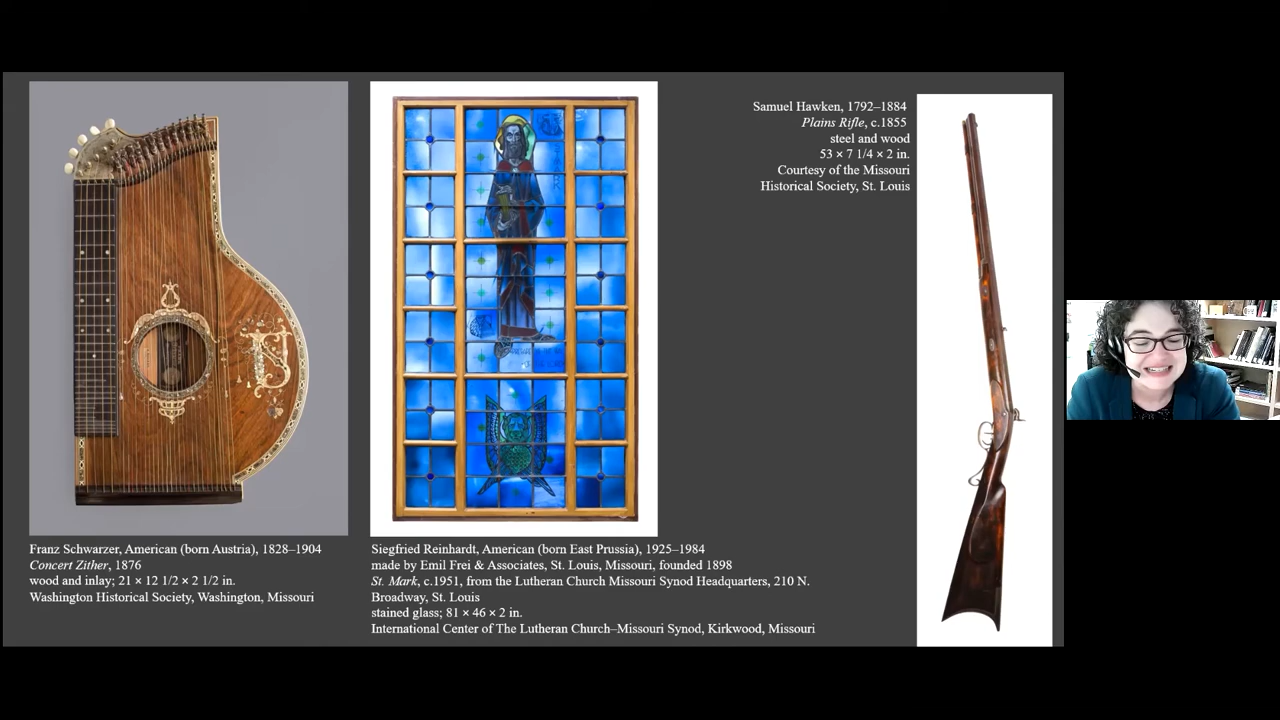 Franz Schwarzer, American (born Austria), 1828–1904
Concert Zither, 1876
wood and inlay; 21 × 12 1/2 × 2 1/2 in.
Washington Historical Society, Washington, Missouri
Siegfried Reinhardt, American (born East Prussia), 1925–1984
made by Emil Frei & Associates, St. Louis, Missouri, founded 1898
St. Mark, c.1951, from the Lutheran Church Missouri Synod Headquarters, 210 N.
Broadway, St. Louis
stained glass; 81 × 46 × 2 in.
International Center of The Lutheran Church–Missouri Synod, Kirkwood, Missouri
Samuel Hawken, 1792–1884
Plains Rifle, c.1855
steel and wood
53 × 7 1/4 × 2 in.
Courtesy of the Missouri
Historical Society, St. Louis